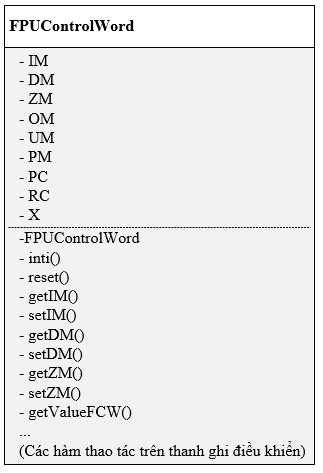 FPUControlWord
- IM
- DM
- ZM
- OM
- UM
- PM
- PC
- RC
- X
-FPUControlWord
- inti()
- reset()
- getIM()
- setIM()
- getDM()
- setDM()
- getZM()
- setZM()
- getValueFCW()
...
(Các hàm thao tác trên thanh ghi điều khiển)